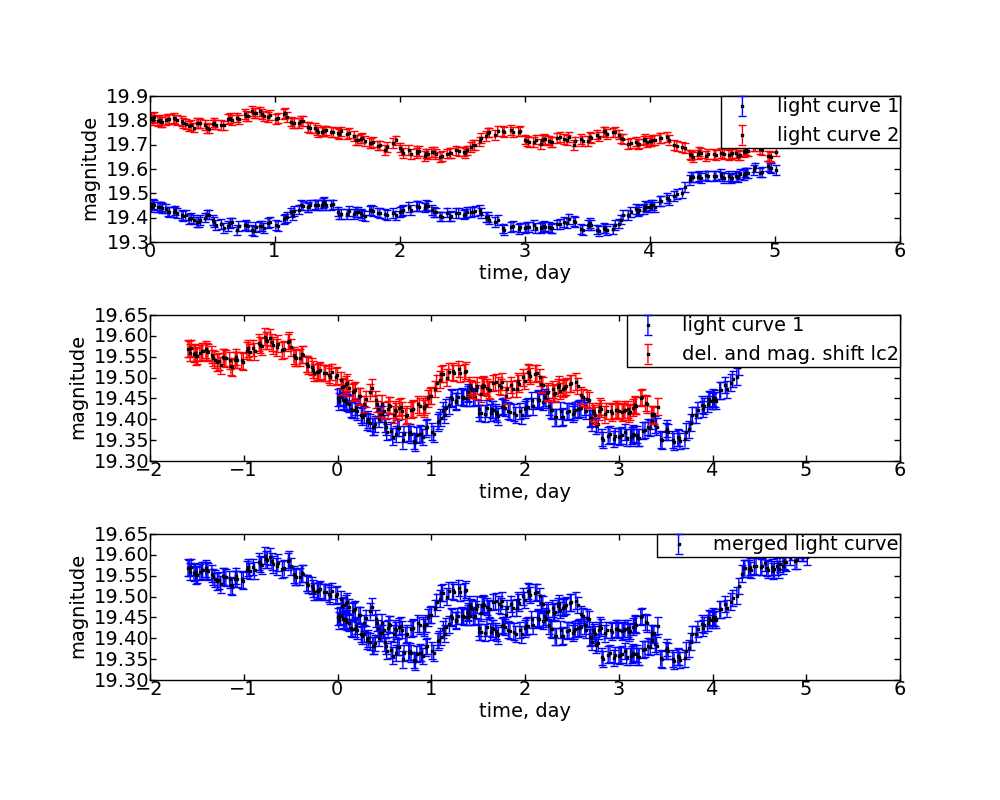 19.9
19.8
19.7
19.6
19.5
19.4
19.3
magnitude
light curve 1
light curve 2
0 1 2 3 4 5 6
time, day
19.65
19.60
19.55
19.50
19.45
19.40
19.35
19.30
magnitude
light curve 1
del. and mag. shift lc2
−2 −1 0 1 2 3 4 5 6
time, day
19.65
19.60
19.55
19.50
19.45
19.40
19.35
19.30
magnitude
merged light curve
−2 −1 0 1 2 3 4 5 6
time, day